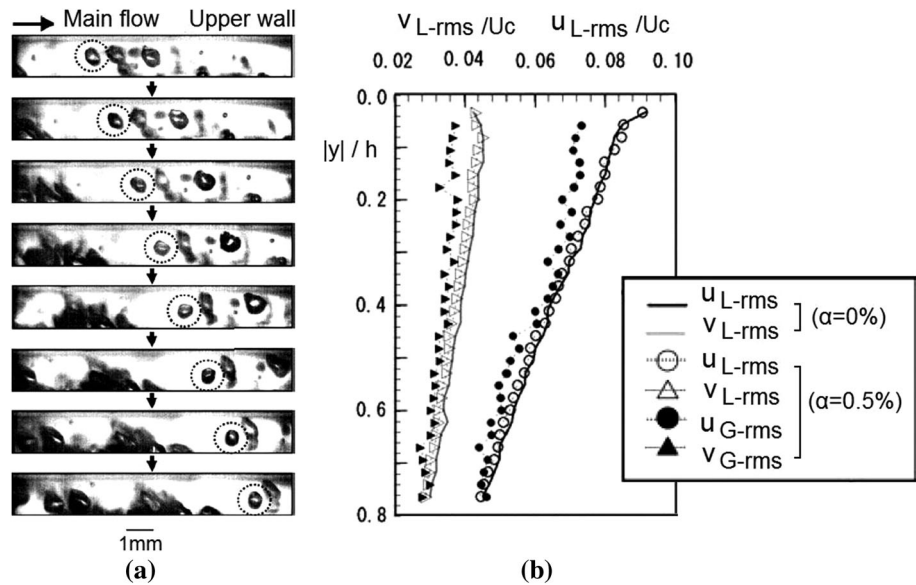 Main flow
Upper wall
1mm
(a)
v L-rms /Uc
u L-rms /Uc
0.02
0.04
0.06
0.08
0.10
0.0
|y| / h
0.2
0.4
0.6
0.8
(b)
u L-rms
v L-rms
(α=0%)
u L-rms
v L-rms
u G-rms
v G-rms
(α=0.5%)